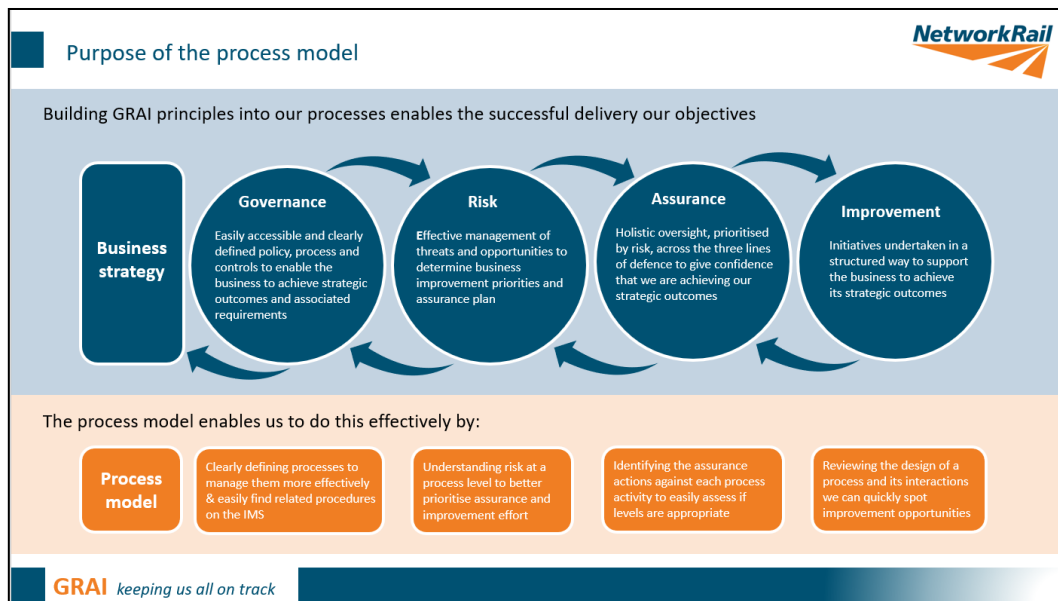 Purpose of the process model
NetworkRail
Building GRAI principles into our processes enables the successful delivery our objectives
Business
strategy
Governance
Easily accessible and clearly
defined policy, process and
controls to enable the
business to achieve strategic
outcomes and associated
requirements
Risk
Effective management of
threats and opportunities to
determine business
improvement priorities and
assurance plan
Assurance
Holistic oversight, prioritised
by risk, across the three lines
of defence to give confidence
that we are achieving our
strategic outcomes
Improvement
Initiatives undertaken in a
structured way to support
the business to achieve
its strategic outcomes
The process model enables us to do this effectively by:
Process
model
Clearly defining processes to
manage them more effectively
& easily find related procedures
on the IMS
Understanding risk at a
process level to better
prioritise assurance and
improvement effort
Identifying the assurance
actions against each process
activity to easily assess if
levels are appropriate
Reviewing the design of a
process and its interactions
we can quickly spot
improvement opportunities
GRAI keeping us all on track